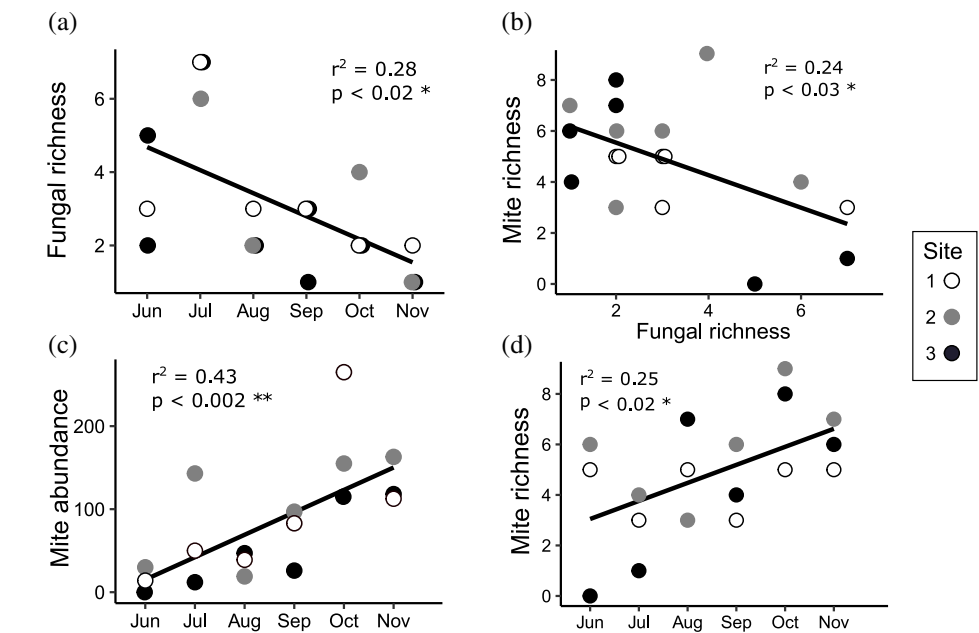 (a)
r² = 0.28
p < 0.02 *
Fungal richness
6
4
2
Jun Jul Aug Sep Oct Nov
(b)
r² = 0.24
p < 0.03 *
Mite richness
8
6
4
2
0
2 4 6
Fungal richness
Site
1
2
3
(c)
r² = 0.43
p < 0.002 **
Mite abundance
200
100
0
Jun Jul Aug Sep Oct Nov
(d)
r² = 0.25
p < 0.02 *
Mite richness
8
6
4
2
0
Jun Jul Aug Sep Oct Nov